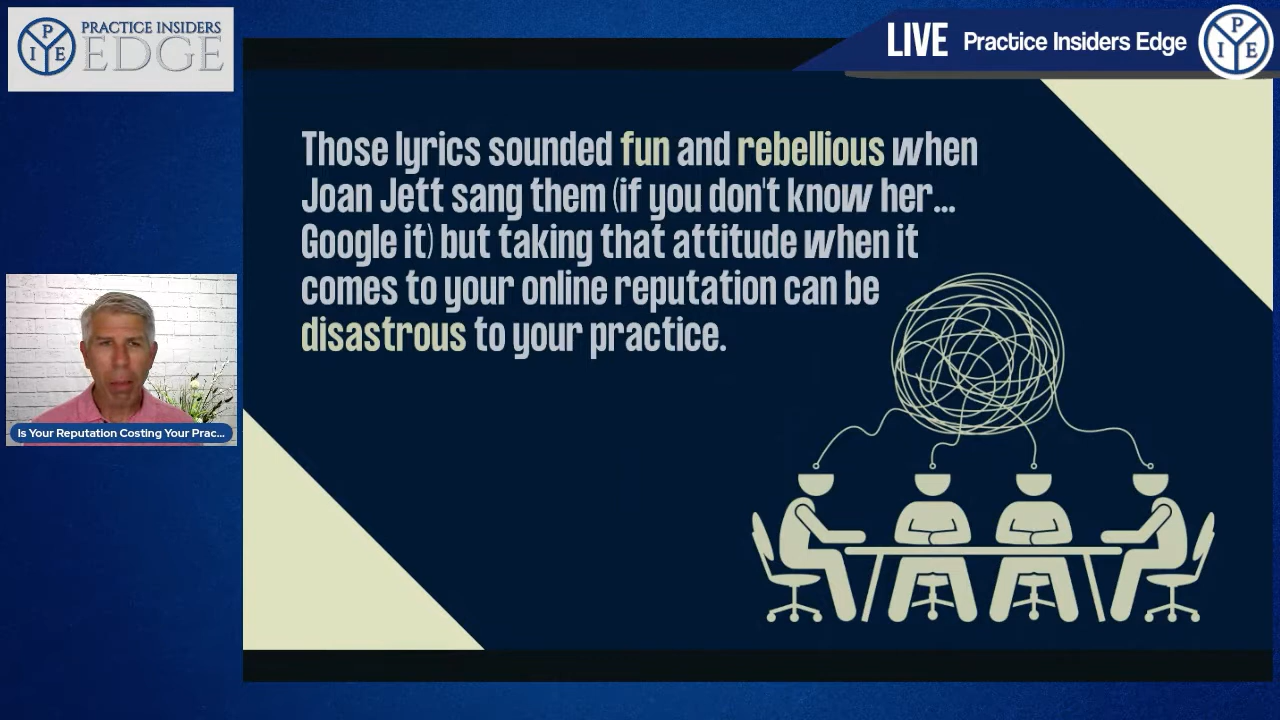 P
I E
PRACTICE INSIDERS
EDGE
LIVE Practice Insiders Edge
P
I E
Those lyrics sounded fun and rebellious when
Joan Jett sang them (if you don't know her...
Google it) but taking that attitude when it
comes to your online reputation can be
disastrous to your practice.
Is Your Reputation Costing Your Prac...